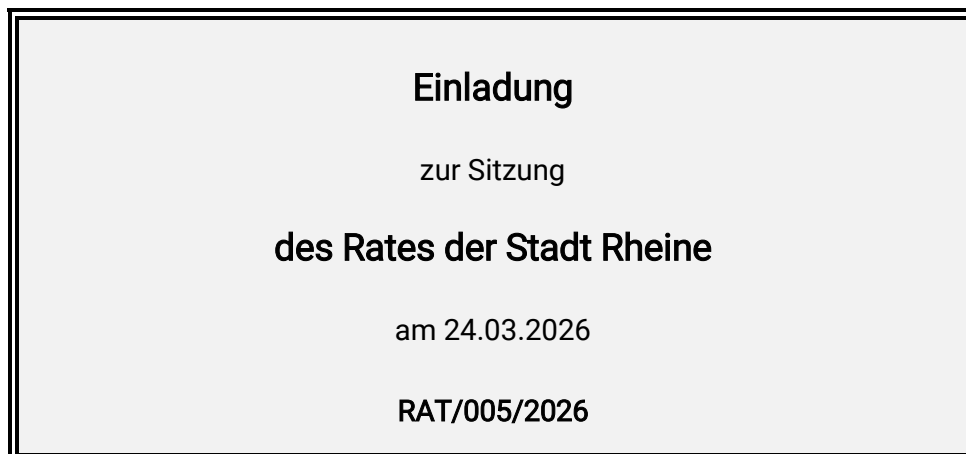 Einladung
zur Sitzung
des Rates der Stadt Rheine
am 24.03.2026
RAT/005/2026